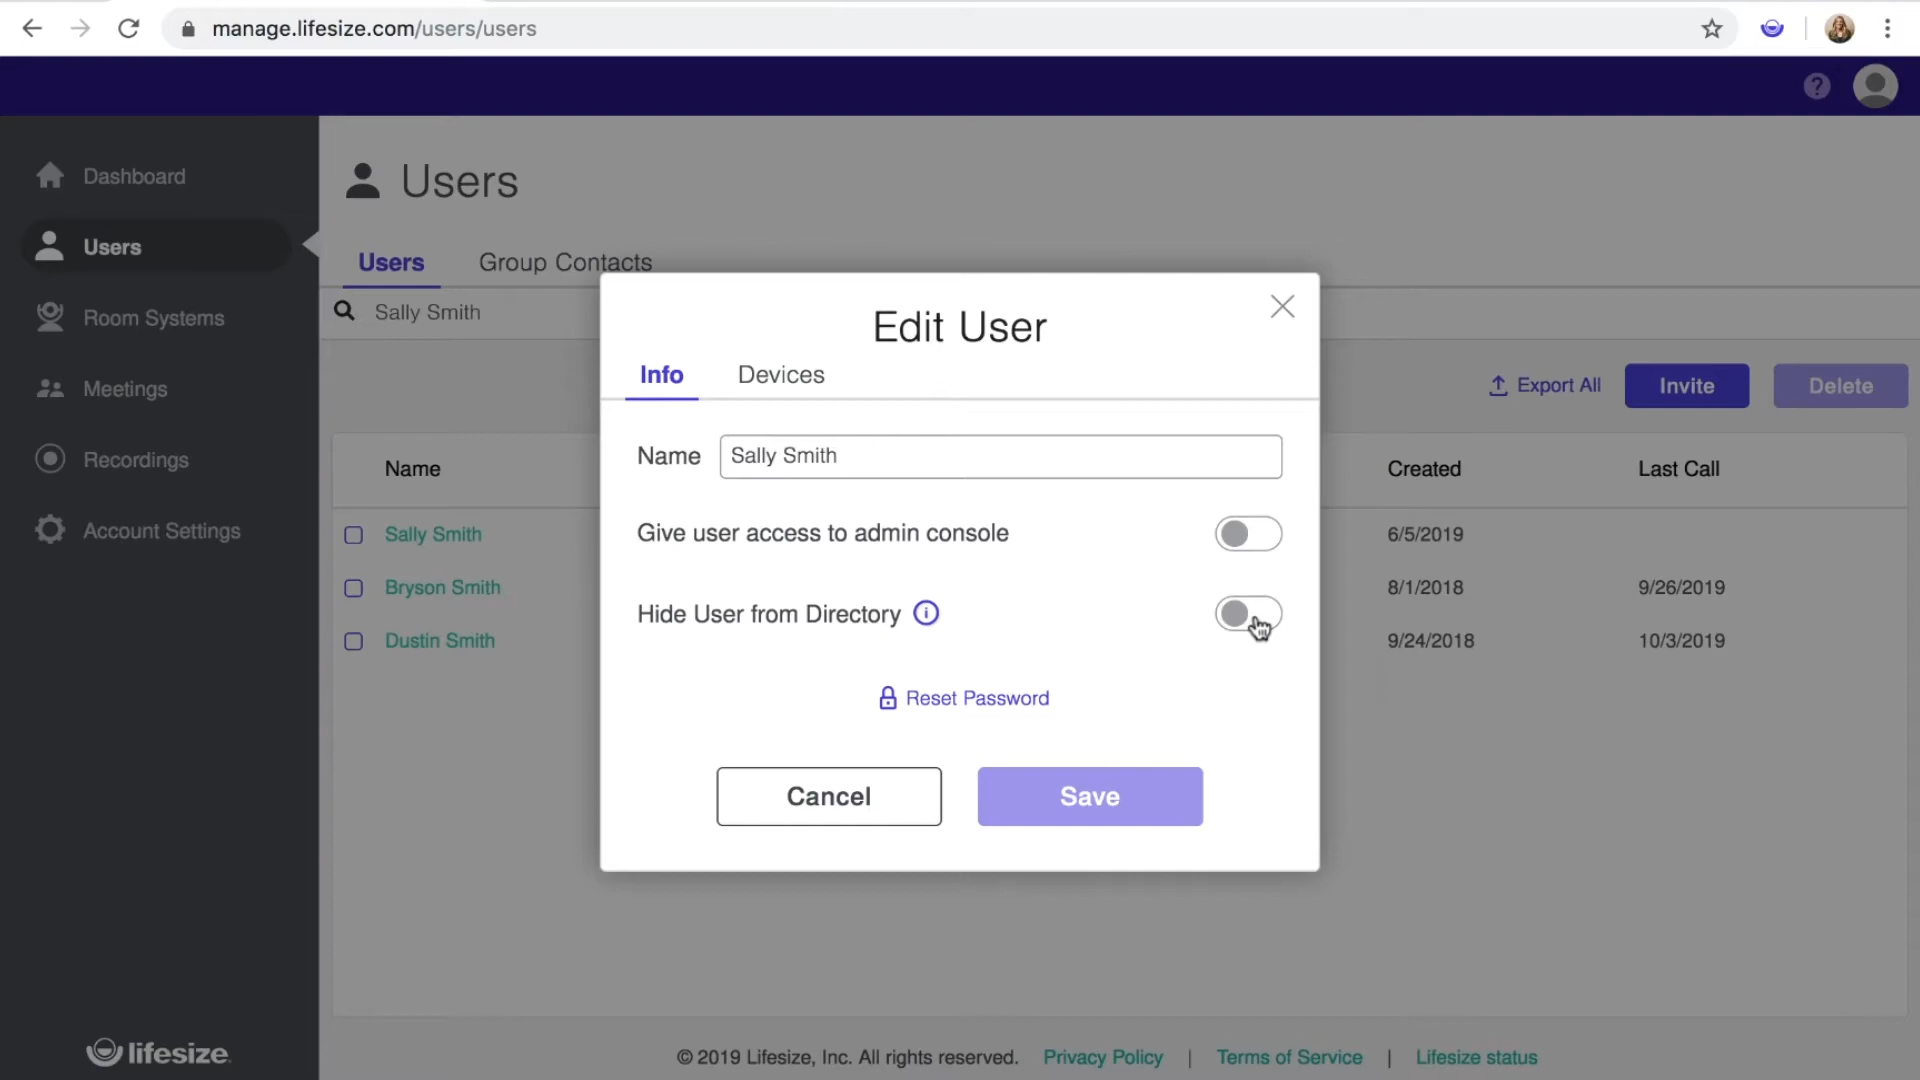 manage.lifesize.com/users/users
?
Dashboard
Users
Room Systems
Meetings
Recordings
Account Settings
lifesize
Users
Users Group Contacts
Sally Smith
Export All Invite Delete
Name Created Last Call
Sally Smith 6/5/2019
Bryson Smith 8/1/2018 9/26/2019
Dustin Smith 9/24/2018 10/3/2019
Edit User
Info Devices
Name Sally Smith
Give user access to admin console
Hide User from Directory i
Reset Password
Cancel Save
© 2019 Lifesize, Inc. All rights reserved. Privacy Policy | Terms of Service | Lifesize status